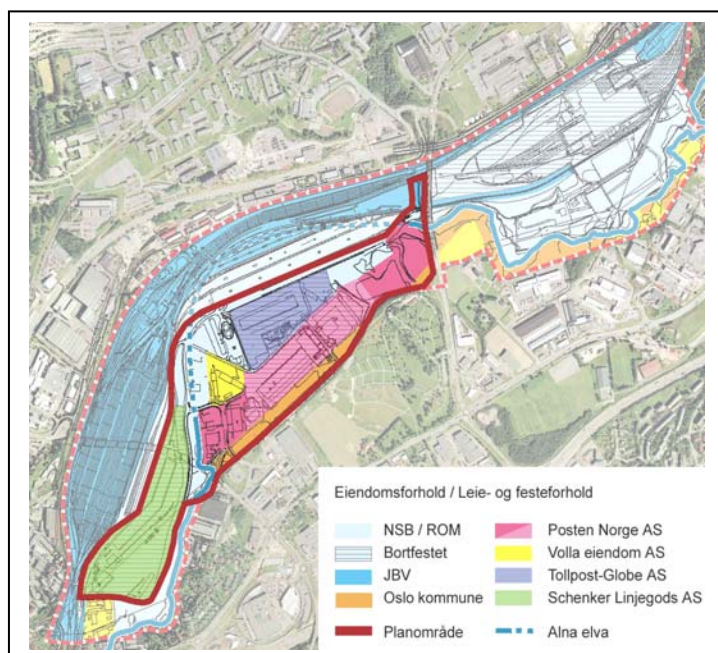 Eiendomsforhold / Leie- og festeforhold
NSB / ROM
Bortfestet
JBV
Oslo kommune
Planområde
Posten Norge AS
Volla eiendom AS
Tollpost-Globe AS
Schenker Linjegods AS
Alna elva